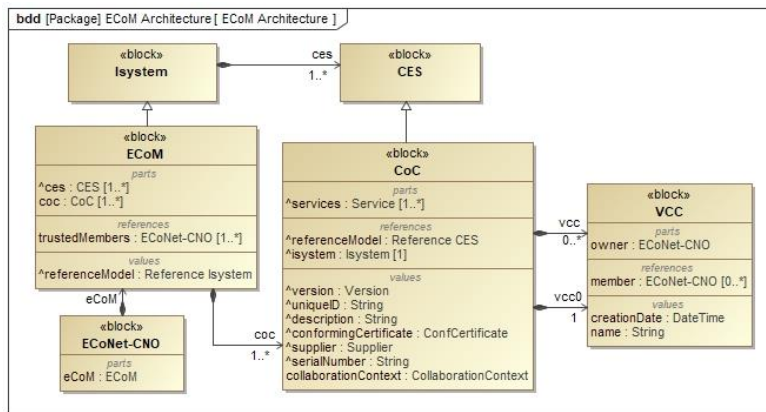 bdd [Package] ECoM Architecture [ ECoM Architecture ]
«block»
Isystem
ces
1..*
«block»
CES
«block»
ECoM
parts
^ces : CES [1..*]
coc : CoC [1..*]
references
trustedMembers : ECoNet-CNO [1..*]
values
^referenceModel : Reference Isystem
eCoM
«block»
ECoNet-CNO
parts
eCoM : ECoM
coc
1..*
«block»
CoC
parts
^services : Service [1..*]
references
^referenceModel : Reference CES
^isystem : Isystem [1]
values
^version : Version
^uniqueID : String
^description : String
^conformingCertificate : ConfCertificate
^supplier : Supplier
^serialNumber : String
collaborationContext : CollaborationContext
vcc
0..*
vcc0
1
«block»
VCC
parts
owner : ECoNet-CNO
references
member : ECoNet-CNO [0..*]
values
creationDate : DateTime
name : String